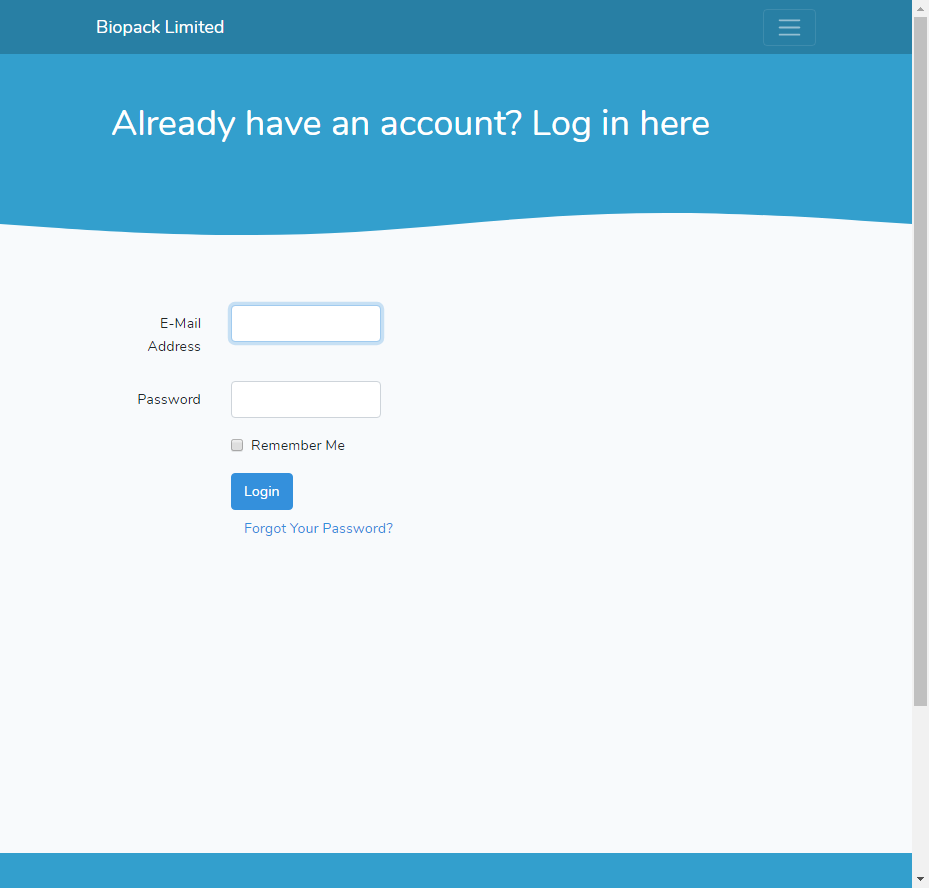 Biopack Limited
Already have an account? Log in here
E-Mail
Address
Password
Remember Me
Login
Forgot Your Password?